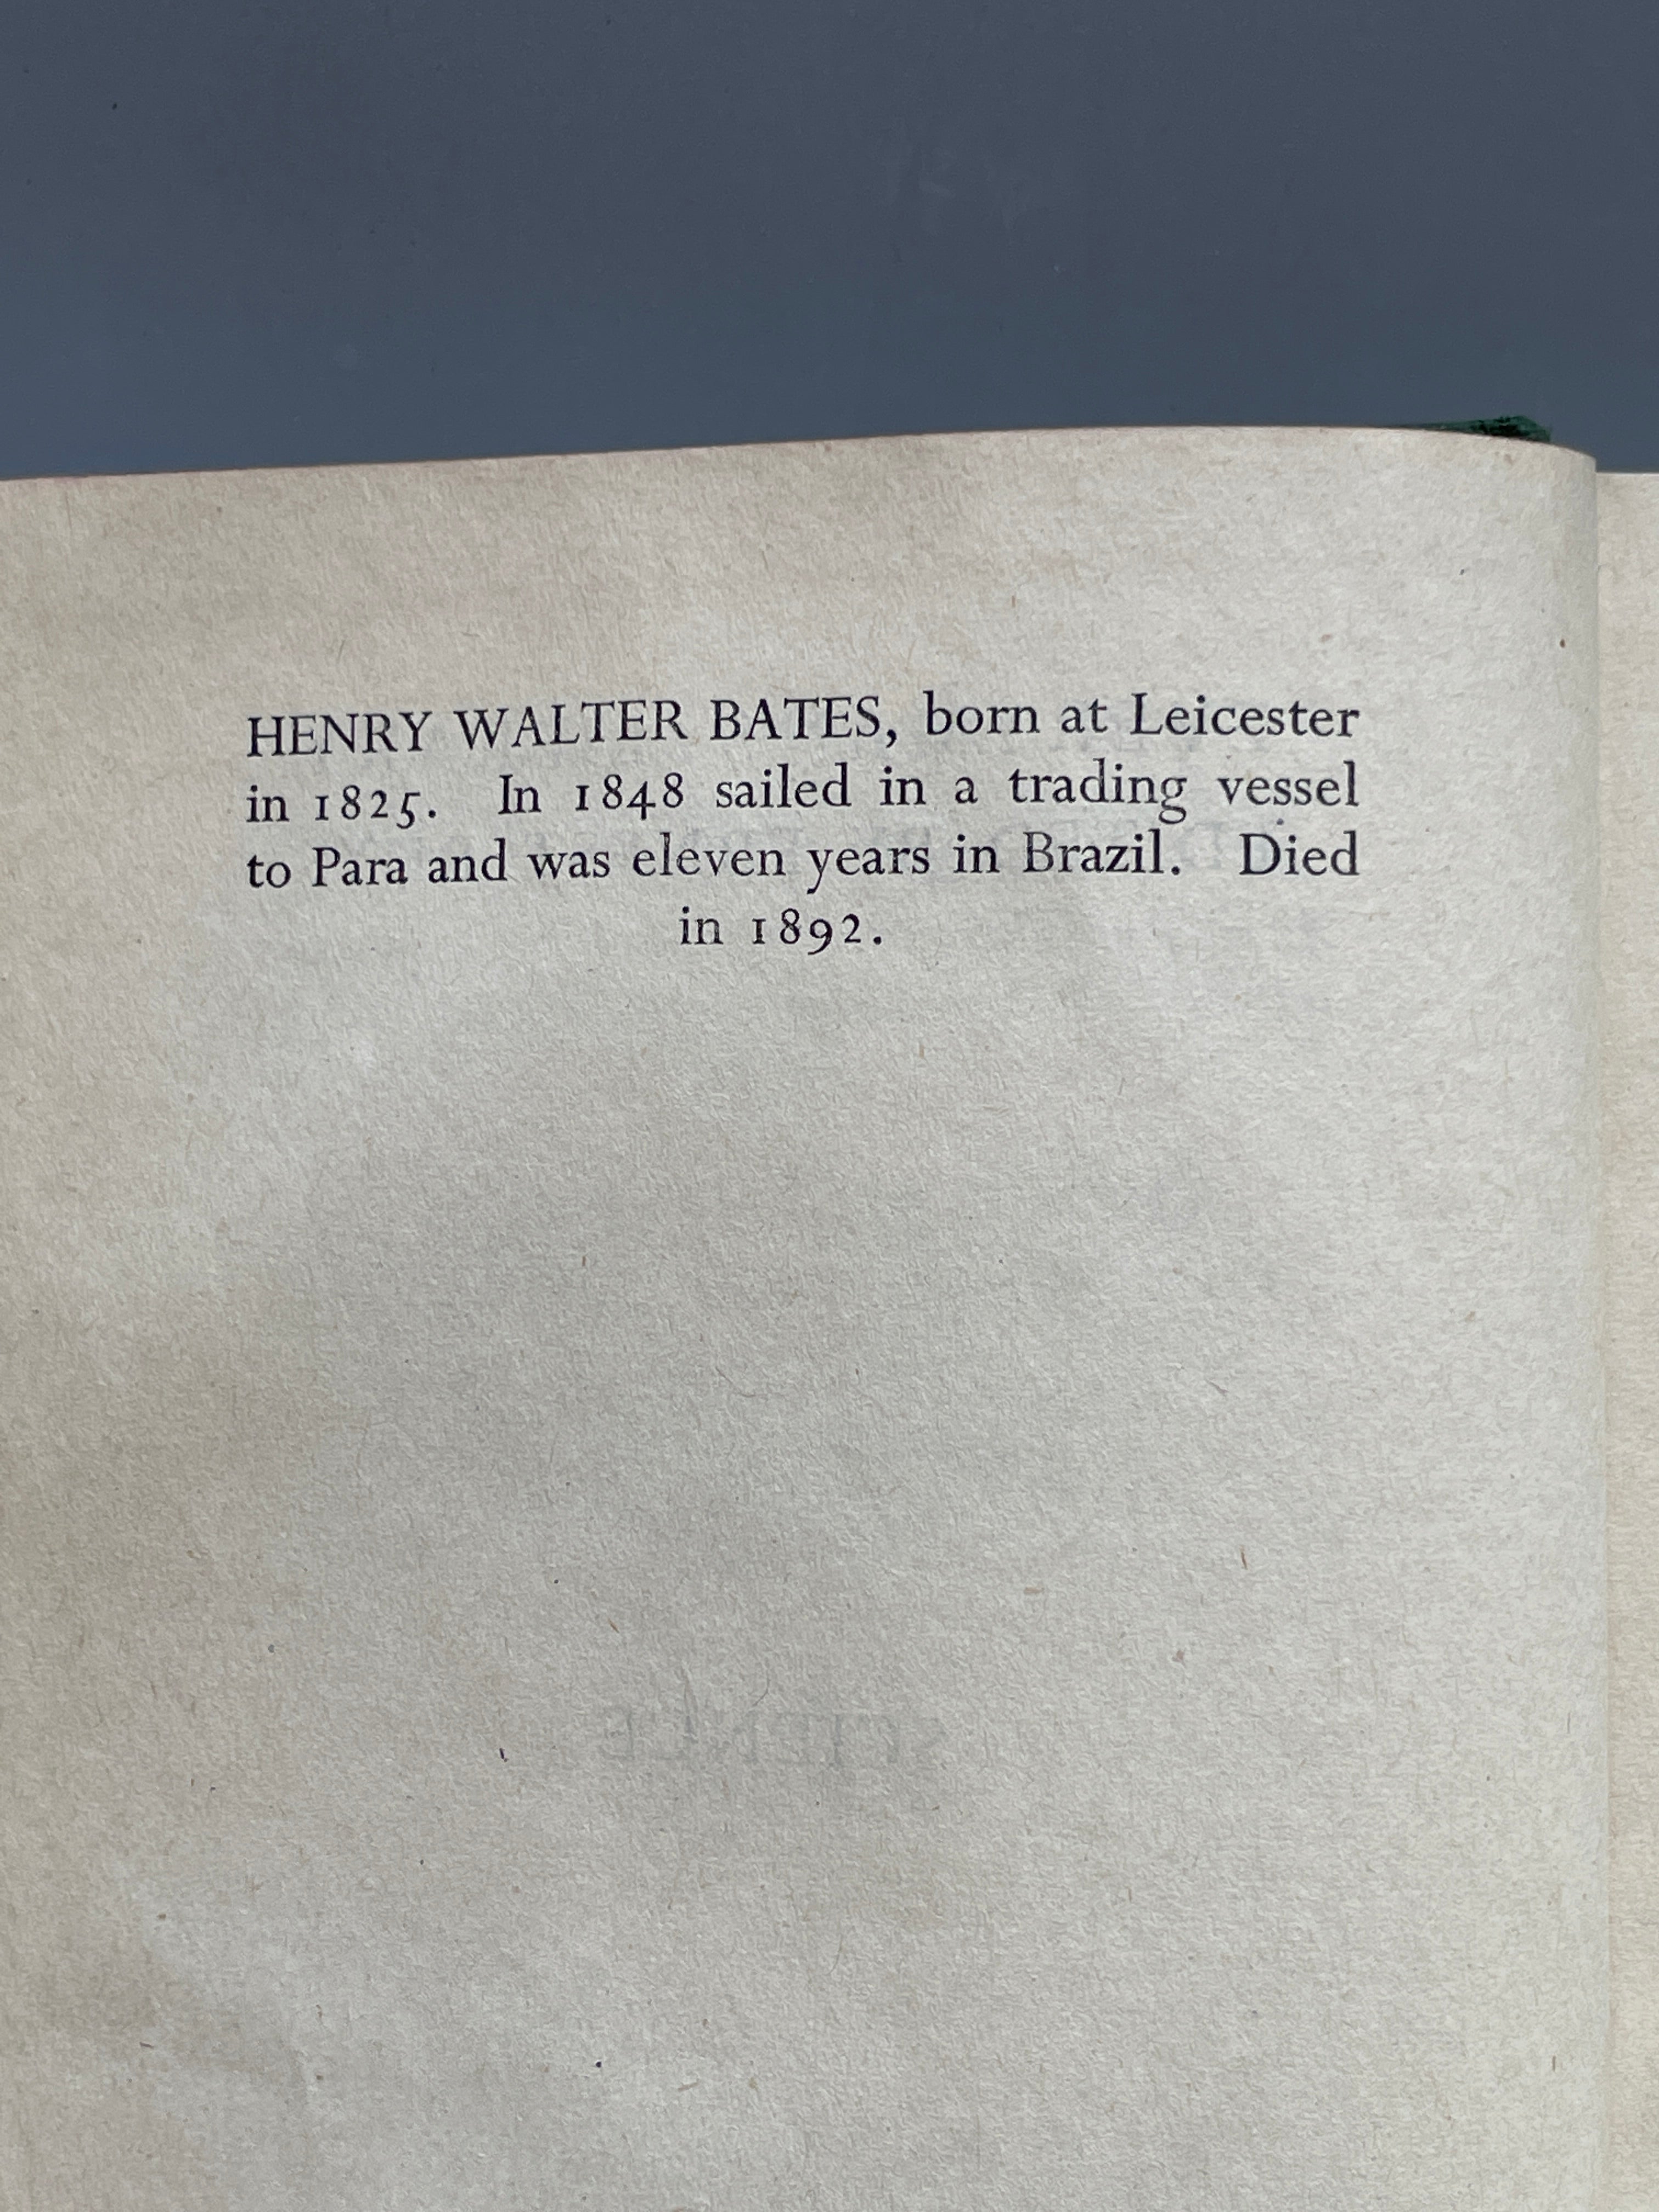 HENRY WALTER BATES, born at Leicester
in 1825. In 1848 sailed in a trading vessel
to Para and was eleven years in Brazil. Died
in 1892.
SCIENCE